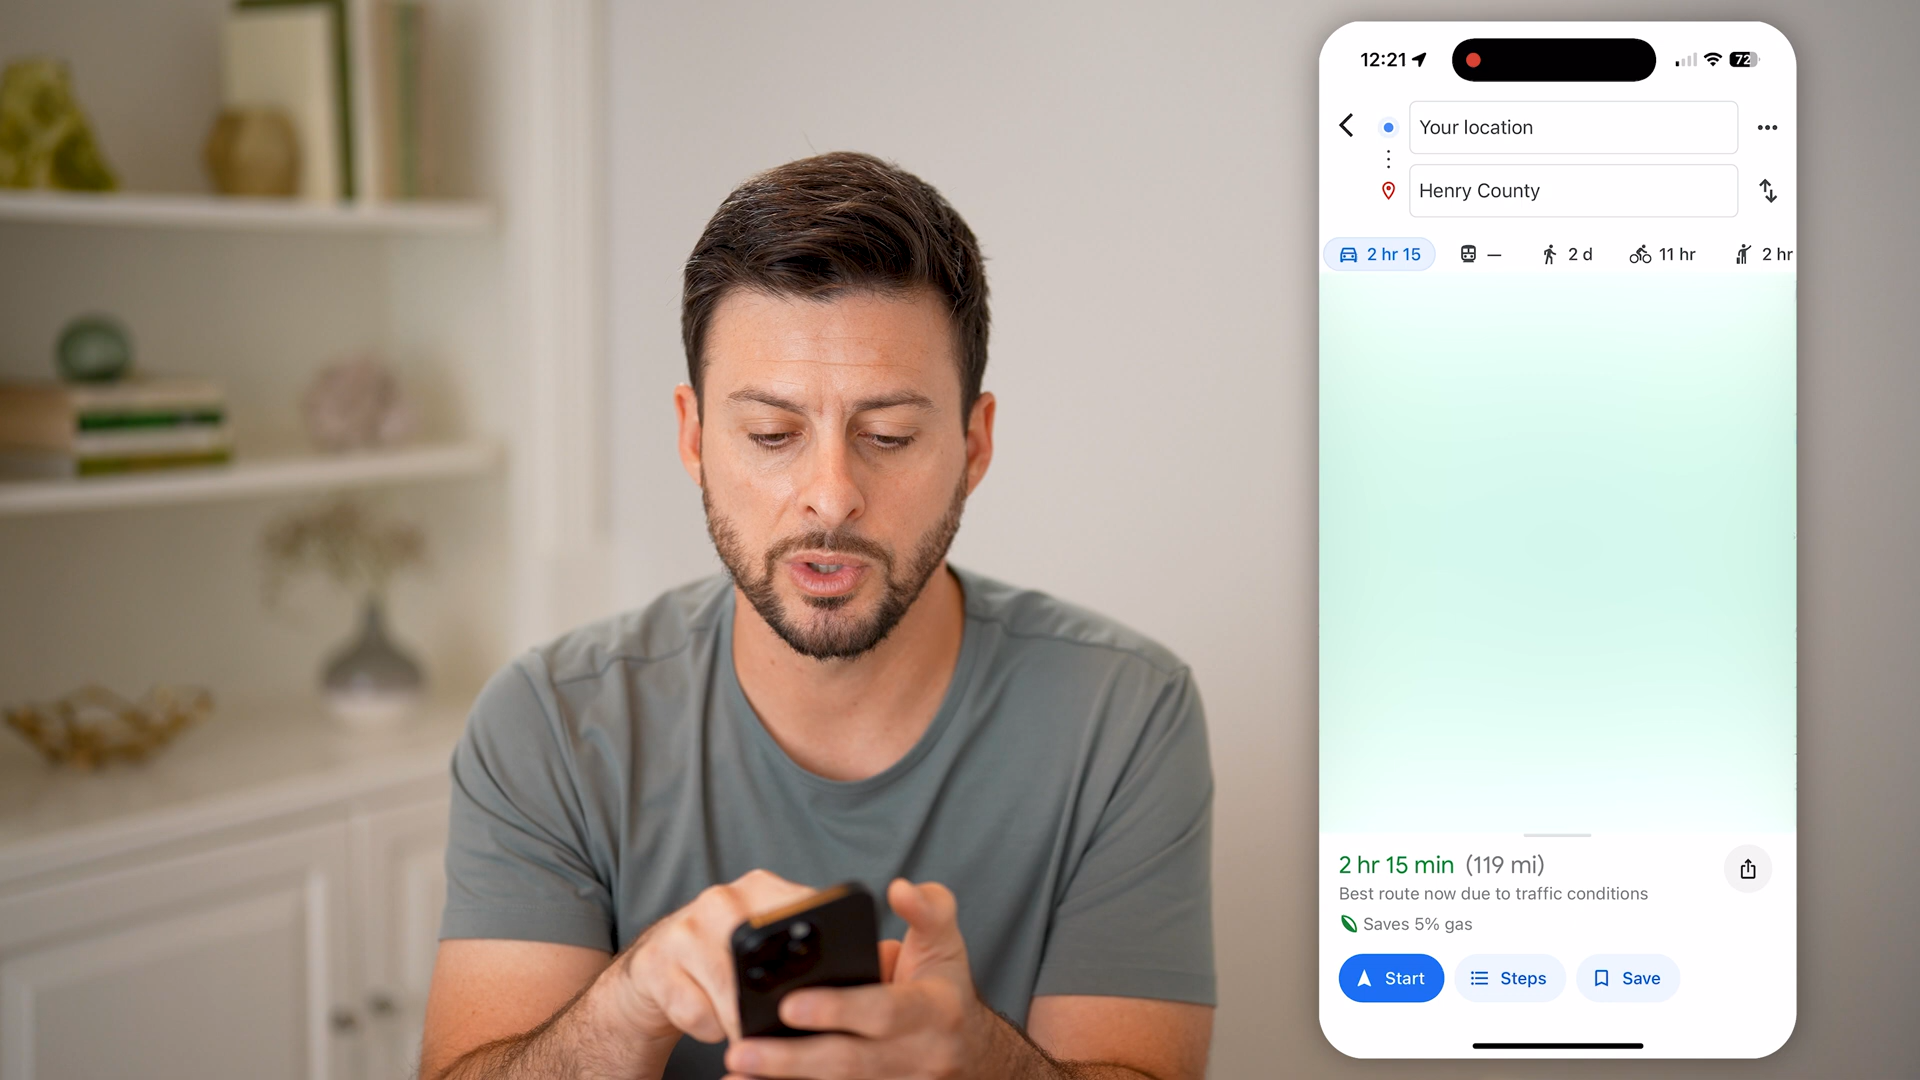 12:21
72
Your location
Henry County
2 hr 15 — 2 d 11 hr 2 hr
2 hr 15 min (119 mi)
Best route now due to traffic conditions
Saves 5% gas
Start Steps Save